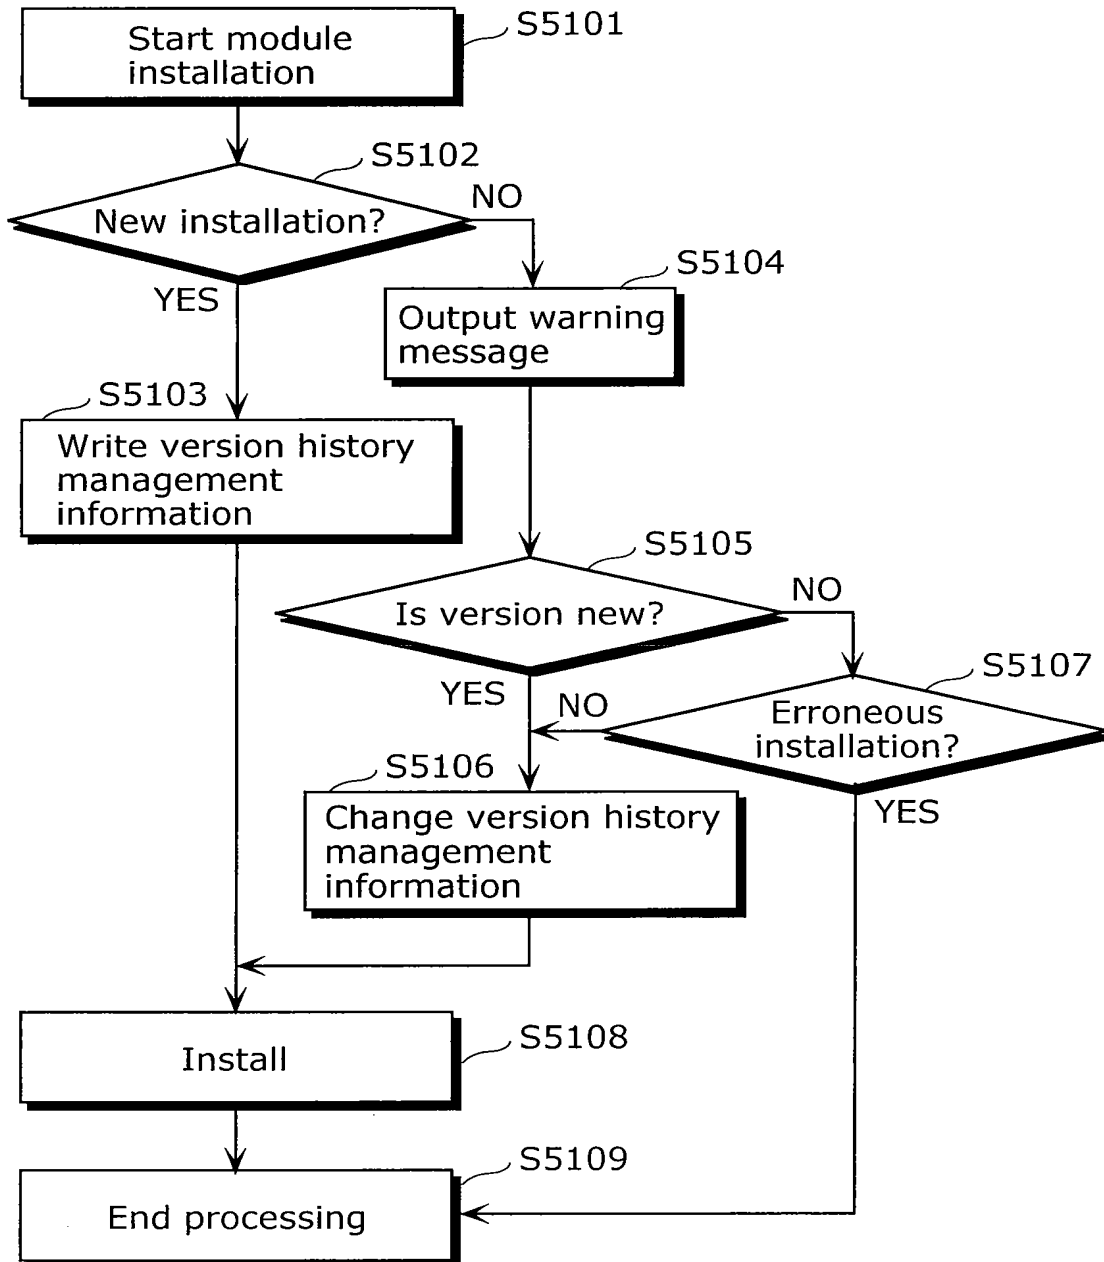 Start module
installation
S5101
S5102
New installation?
NO
YES
S5104
Output warning
message
S5103
Write version history
management
information
S5105
Is version new?
NO
YES
S5107
Erroneous
installation?
NO
YES
S5106
Change version history
management
information
S5108
Install
S5109
End processing